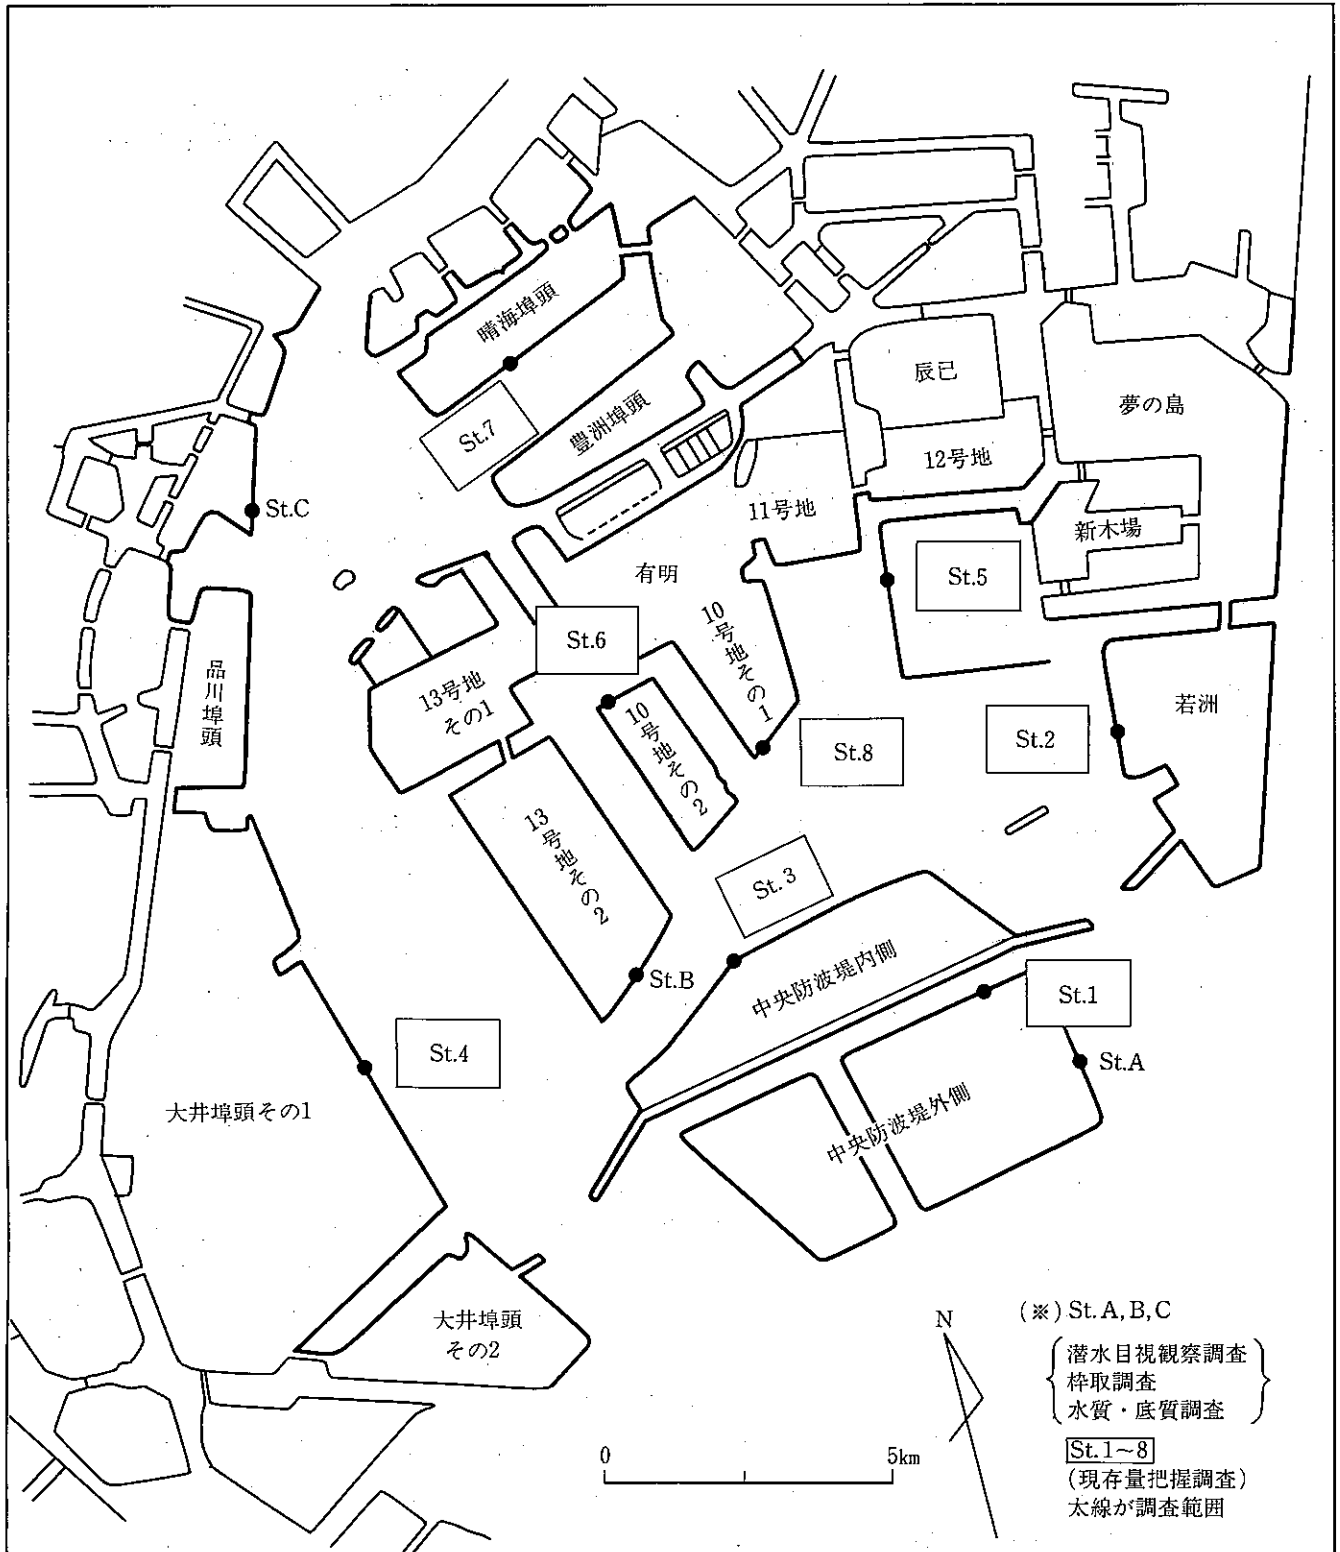 晴海埠頭
St.7
豊洲埠頭
辰已
夢の島
12号地
11号地
新木場
St.C
有明
St.5
St.6
10号地その1
品川埠頭
13号地
その1
10号地その2
St.8
St.2
若洲
13号地その2
St.3
St.B
中央防波堤内側
St.1
St.A
St.4
大井埠頭その1
中央防波堤外側
大井埠頭
その2
N
(※) St.A,B,C
潜水目視観察調査
枠取調査
水質・底質調査
St.1~8
(現存量把握調査)
太線が調査範囲
0 5km